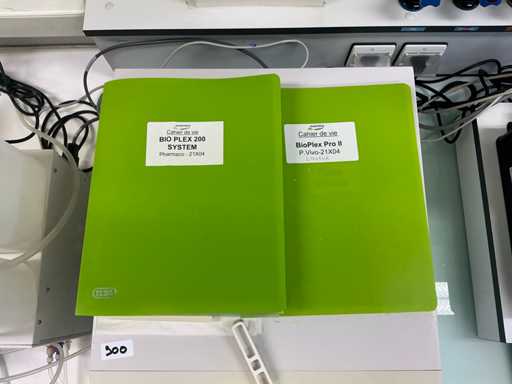 Cahier de vie
BIO PLEX 200
SYSTEM
Pharmaco - 21X04
Cahier de vie
BioPlex Pro II
P.Vivo-21X04
300